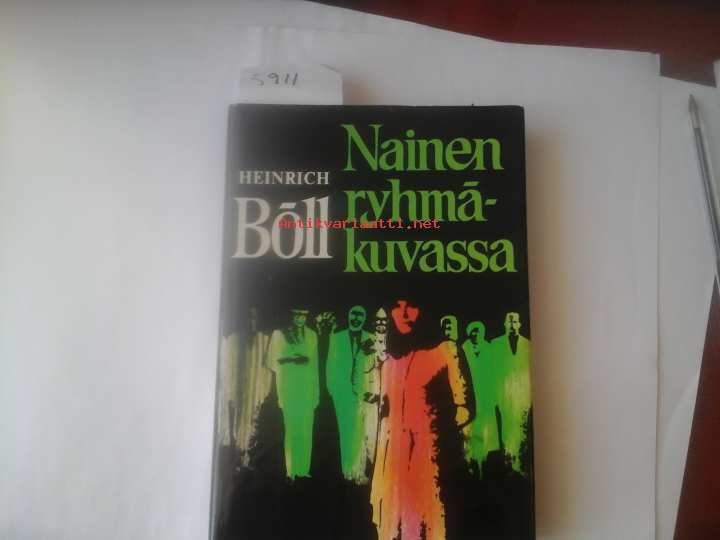 5911
HEINRICH
Böll
Nainen
ryhmä-
kuvassa
Antikvariaatti.net